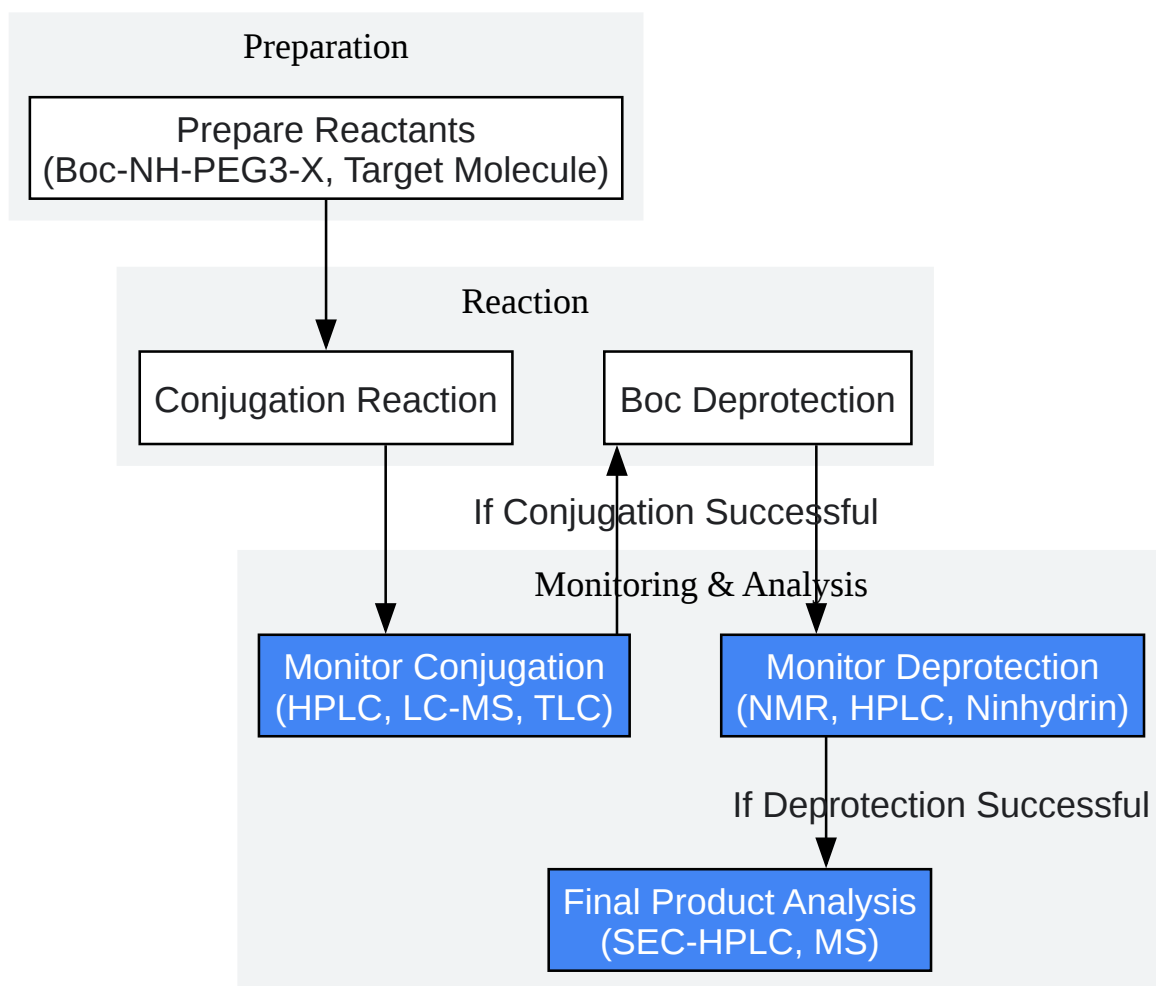 Preparation
Prepare Reactants
(Boc-NH-PEG3-X, Target Molecule)
Reaction
Conjugation Reaction
Boc Deprotection
If Conjugation Successful
Monitoring & Analysis
Monitor Conjugation
(HPLC, LC-MS, TLC)
Monitor Deprotection
(NMR, HPLC, Ninhydrin)
If Deprotection Successful
Final Product Analysis
(SEC-HPLC, MS)